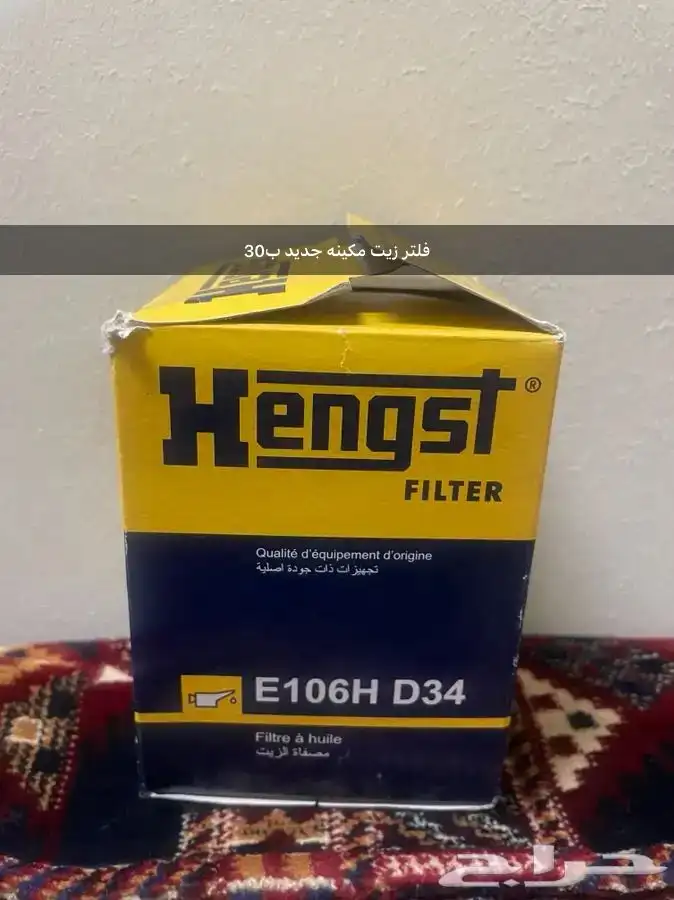 فلتر زيت مكينه جديد ب30
Hengst®
FILTER
Qualité d'équipement d'origine
تجهيزات ذات جودة اصلية
E106H D34
Filtre à huile
مصفاة الزيت
حراج